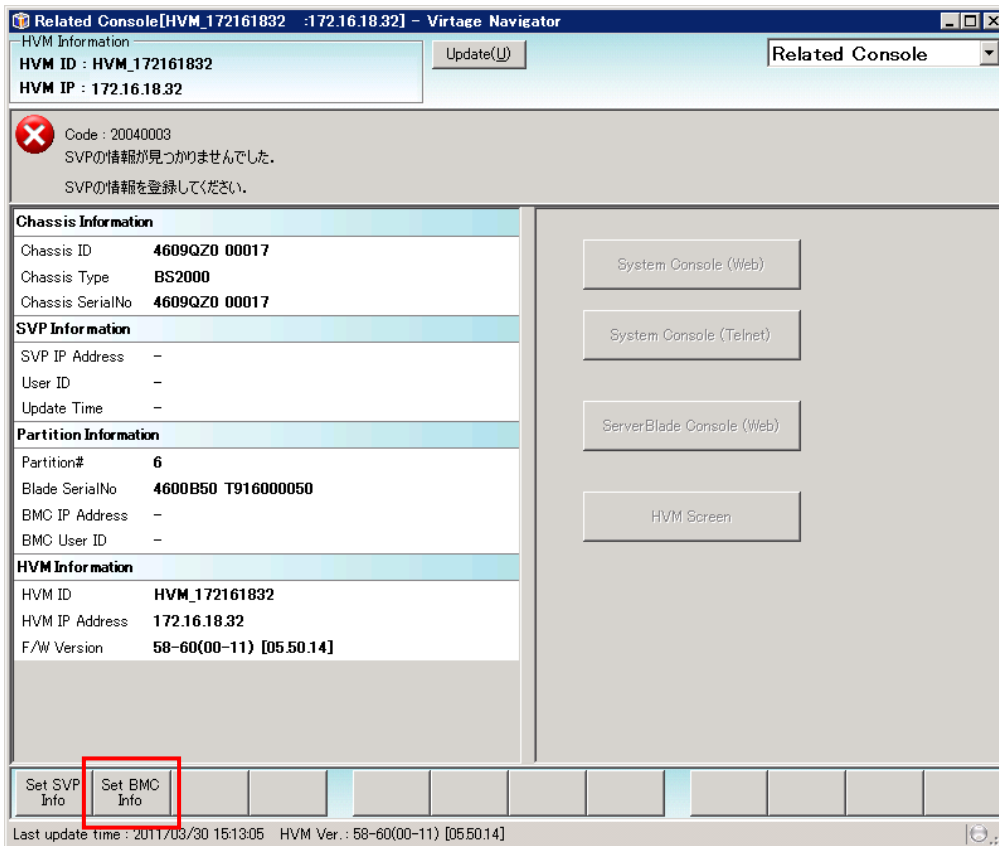 Related Console[HVM_172161832   :172.16.18.32] - Virtage Navigator
HVM Information
HVM ID : HVM_172161832
HVM IP : 172.16.18.32
Update(U)
Related Console
Code : 20040003
SVPの情報が見つかりませんでした.
SVPの情報を登録してください.
Chassis Information
Chassis ID 4609QZ0 00017
Chassis Type BS2000
Chassis SerialNo 4609QZ0 00017
SVP Information
SVP IP Address -
User ID -
Update Time -
Partition Information
Partition# 6
Blade SerialNo 4600B50 T916000050
BMC IP Address -
BMC User ID -
HVM Information
HVM ID HVM_172161832
HVM IP Address 172.16.18.32
F/W Version 58-60(00-11) [05.50.14]
System Console (Web)
System Console (Telnet)
ServerBlade Console (Web)
HVM Screen
Set SVP Info
Set BMC Info
Last update time : 2011/03/30 15:13:05   HVM Ver. : 58-60(00-11) [05.50.14]